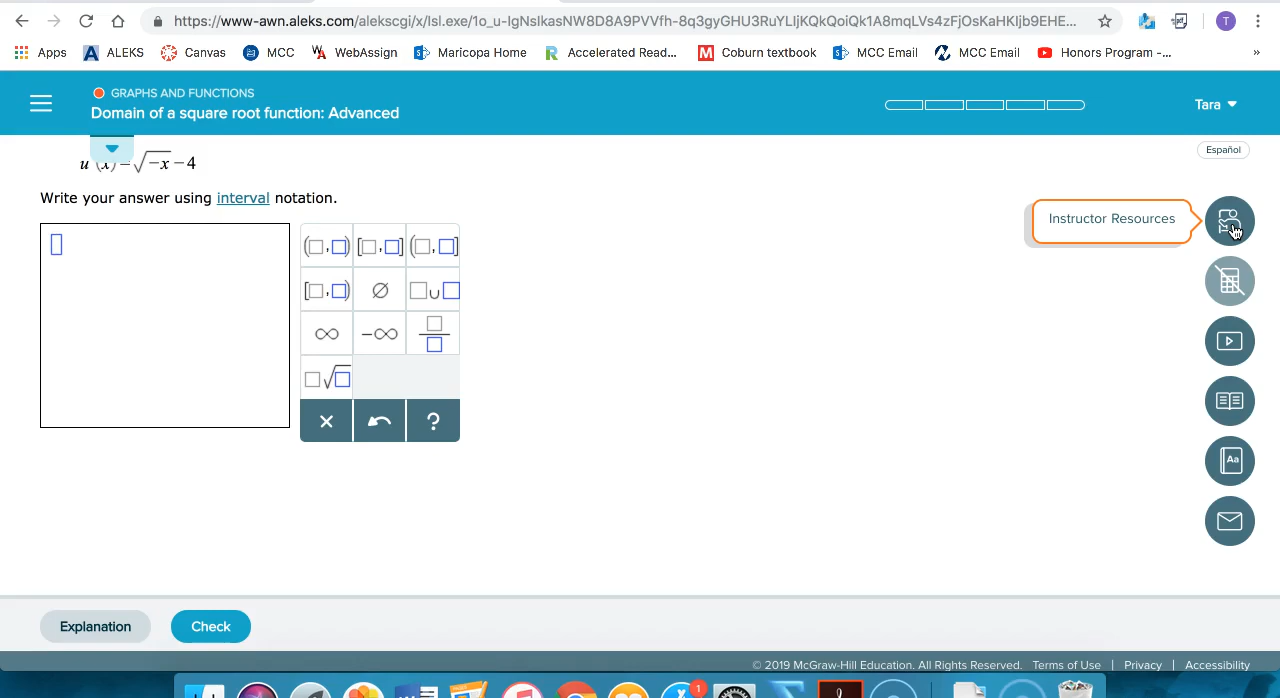 https://www-awn.aleks.com/alekscgi/x/Isl.exe/1o_u-IgNslkasNW8D8A9PVVfh-8q3gyGHU3RuYLIjKQkQoiQk1A8mqLVs4zFjOsKaHKIjb9EHE...
T
Apps ALEKS Canvas MCC WebAssign Maricopa Home Accelerated Read... Coburn textbook MCC Email MCC Email Honors Program -... »
GRAPHS AND FUNCTIONS
Domain of a square root function: Advanced
Tara
Español
u (x) = √−x − 4
Write your answer using interval notation.
Instructor Resources
(□,□) [□,□] (□,□]
[□,□) ∅ □∪□
∞ −∞ □/□
□√□
× ?
Aa
Explanation Check
© 2019 McGraw-Hill Education. All Rights Reserved. Terms of Use | Privacy | Accessibility
1